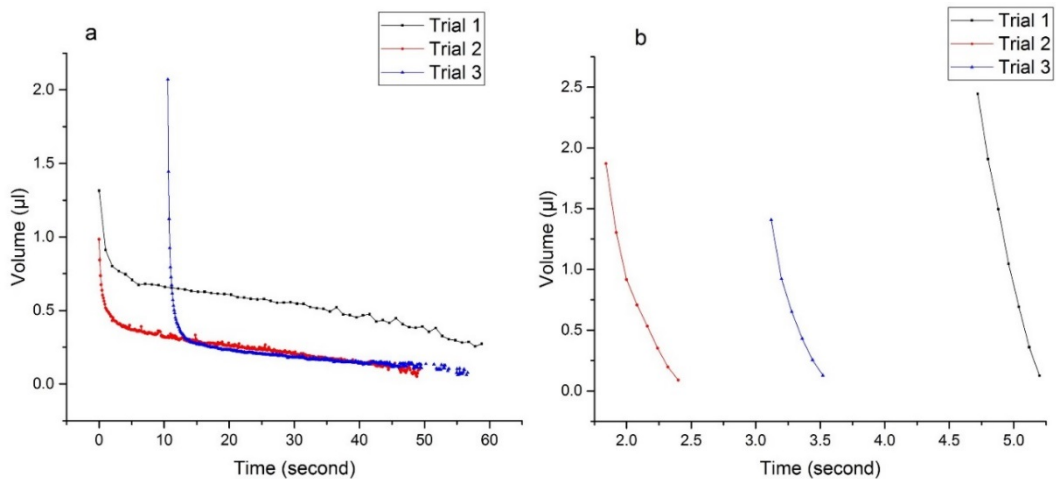 a
Trial 1
Trial 2
Trial 3
2.0
1.5
1.0
0.5
0.0
Volume (µl)
0 10 20 30 40 50 60
Time (second)
b
Trial 1
Trial 2
Trial 3
2.5
2.0
1.5
1.0
0.5
0.0
Volume (µl)
2.0 2.5 3.0 3.5 4.0 4.5 5.0
Time (second)